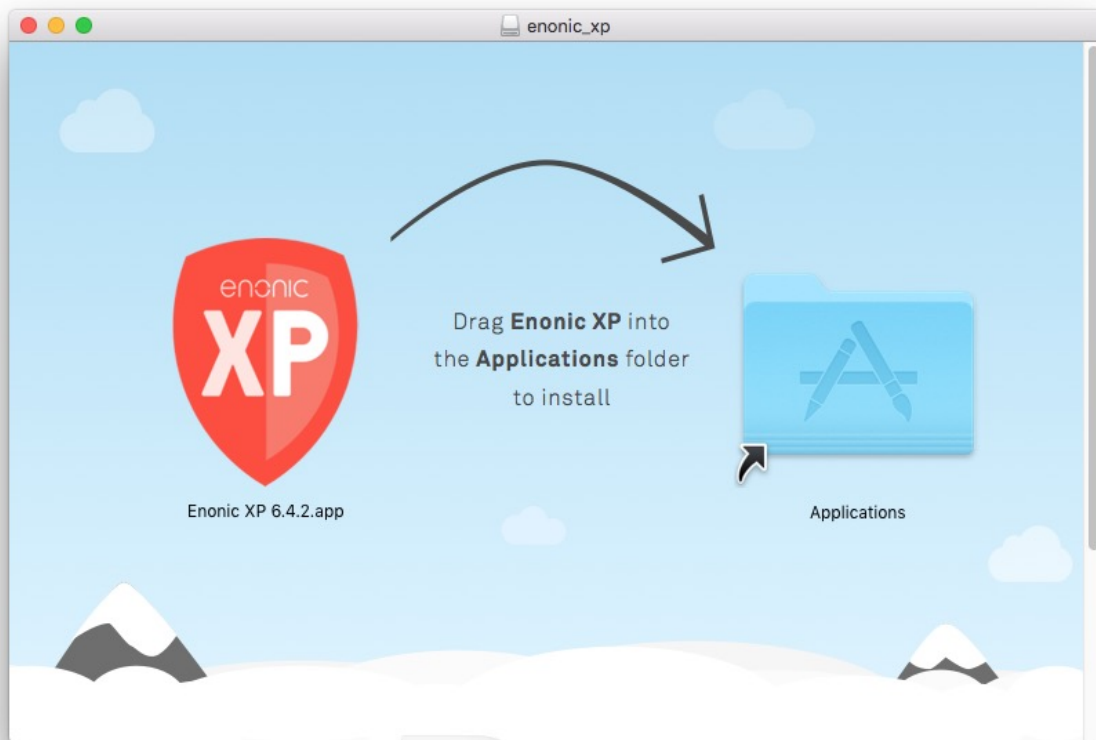 enonic_xp
enonic
XP
Drag Enonic XP into
the Applications folder
to install
Enonic XP 6.4.2.app
Applications